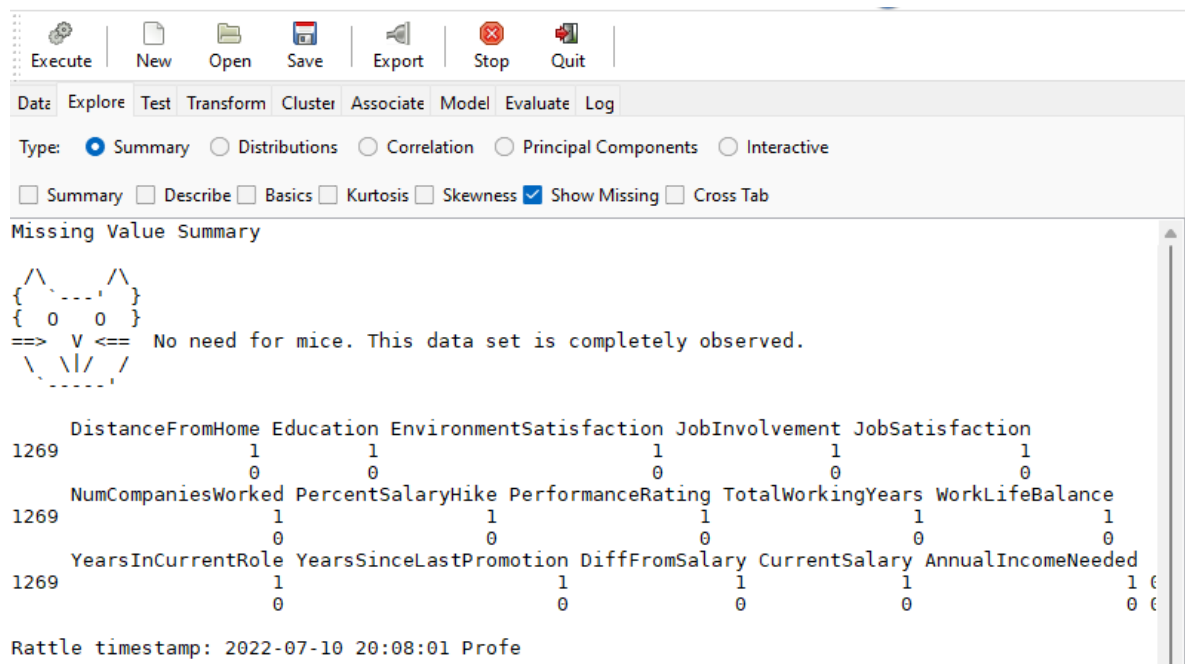 Execute New Open Save Export Stop Quit
Data Explore Test Transform Cluster Associate Model Evaluate Log
Type: Summary Distributions Correlation Principal Components Interactive
Summary Describe Basics Kurtosis Skewness Show Missing Cross Tab
Missing Value Summary
 /\     /\
{  `---'  }
{  O   O  }
==>  V <==  No need for mice. This data set is completely observed.
 \  \|/  /
  `-----'
DistanceFromHome Education EnvironmentSatisfaction JobInvolvement JobSatisfaction
1269 1 1 1 1 1
0 0 0 0 0
NumCompaniesWorked PercentSalaryHike PerformanceRating TotalWorkingYears WorkLifeBalance
1269 1 1 1 1 1
0 0 0 0 0
YearsInCurrentRole YearsSinceLastPromotion DiffFromSalary CurrentSalary AnnualIncomeNeeded
1269 1 1 1 1 1 0
0 0 0 0 0 0
Rattle timestamp: 2022-07-10 20:08:01 Profe